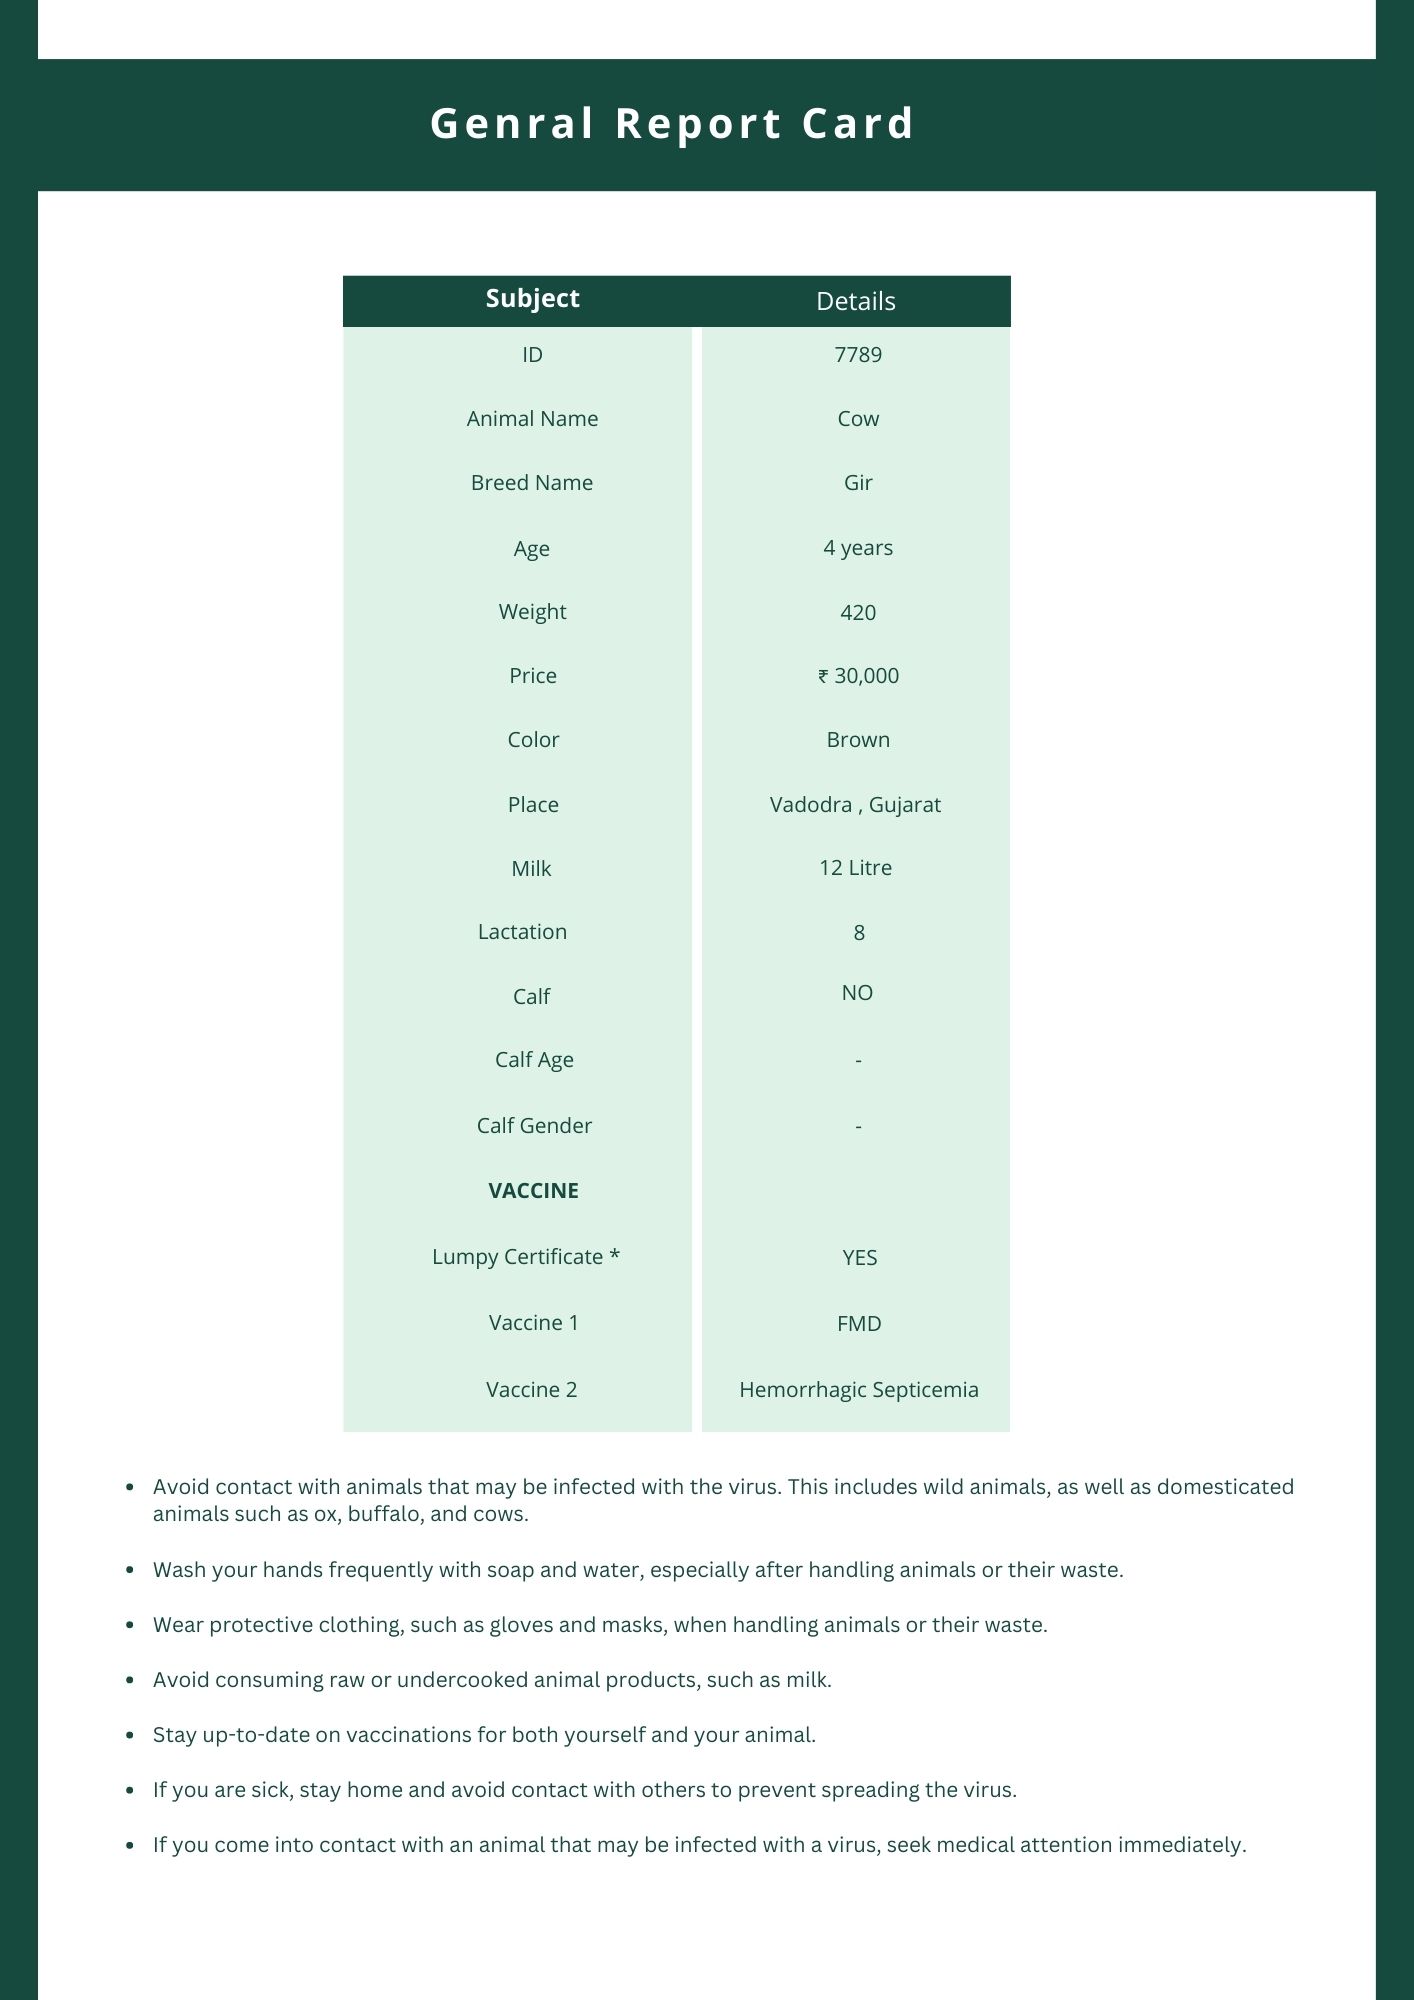 Genral Report Card
Subject Details
ID 7789
Animal Name Cow
Breed Name Gir
Age 4 years
Weight 420
Price ₹ 30,000
Color Brown
Place Vadodra , Gujarat
Milk 12 Litre
Lactation 8
Calf NO
Calf Age -
Calf Gender -
VACCINE
Lumpy Certificate * YES
Vaccine 1 FMD
Vaccine 2 Hemorrhagic Septicemia
• Avoid contact with animals that may be infected with the virus. This includes wild animals, as well as domesticated
animals such as ox, buffalo, and cows.
• Wash your hands frequently with soap and water, especially after handling animals or their waste.
• Wear protective clothing, such as gloves and masks, when handling animals or their waste.
• Avoid consuming raw or undercooked animal products, such as milk.
• Stay up-to-date on vaccinations for both yourself and your animal.
• If you are sick, stay home and avoid contact with others to prevent spreading the virus.
• If you come into contact with an animal that may be infected with a virus, seek medical attention immediately.